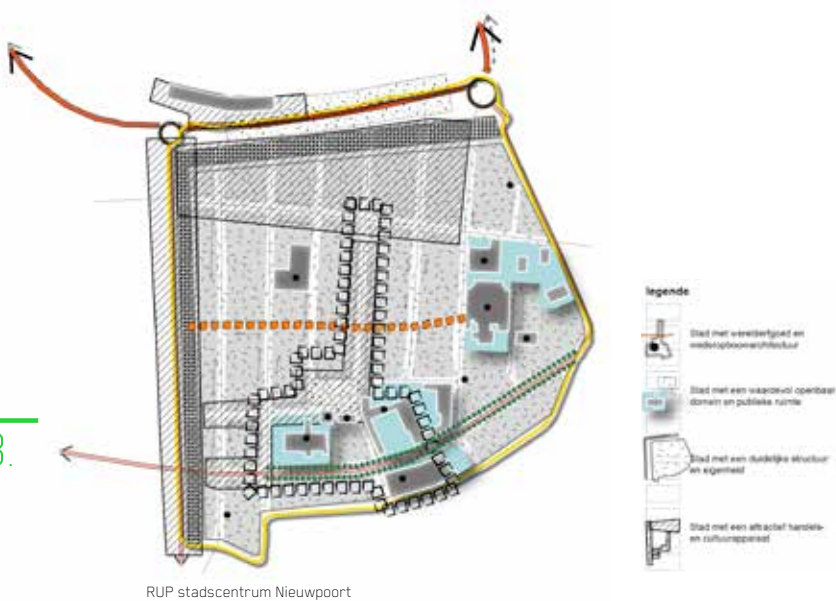 legende
Stad met werelderfgoed en
wederopbouwarchitectuur
Stad met een waardevol openbaar
domein en publieke ruimte
Stad met een duidelijke structuur
en eigenheid
Stad met een attractief handels-
en cultuurapparaat
RUP stadscentrum Nieuwpoort